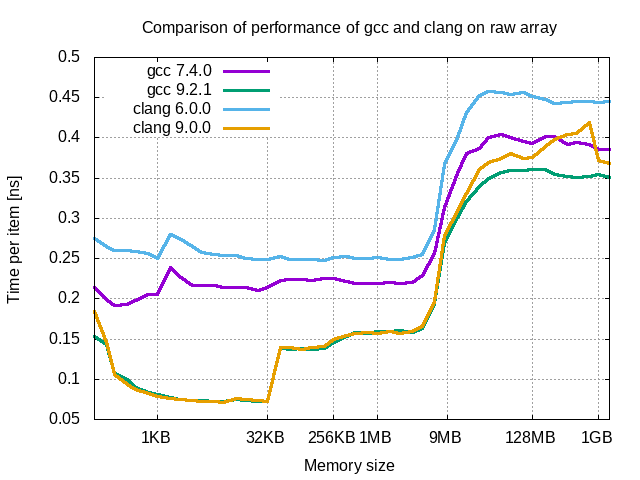 Comparison of performance of gcc and clang on raw array
0.5
0.45
0.4
0.35
0.3
0.25
0.2
0.15
0.1
0.05
Time per item [ns]
gcc 7.4.0
gcc 9.2.1
clang 6.0.0
clang 9.0.0
1KB 32KB 256KB 1MB 9MB 128MB 1GB
Memory size